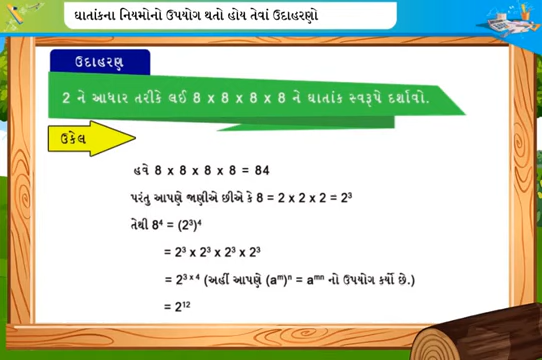 ઘાતાંકના નિયમોનો ઉપયોગ થતો હોય તેવાં ઉદાહરણો
ઉદાહરણ
2 ને આધાર તરીકે લઈ 8 x 8 x 8 x 8 ને ઘાતાંક સ્વરૂપે દર્શાવો.
ઉકેલ
હવે 8 x 8 x 8 x 8 = 84
પરંતુ આપણે જાણીએ છીએ કે 8 = 2 x 2 x 2 = 2³
તેથી 8⁴ = (2³)⁴
= 2³ x 2³ x 2³ x 2³
= 2³ ˣ ⁴ (અહીં આપણે (aᵐ)ⁿ = aᵐⁿ નો ઉપયોગ કર્યો છે.)
= 2¹²